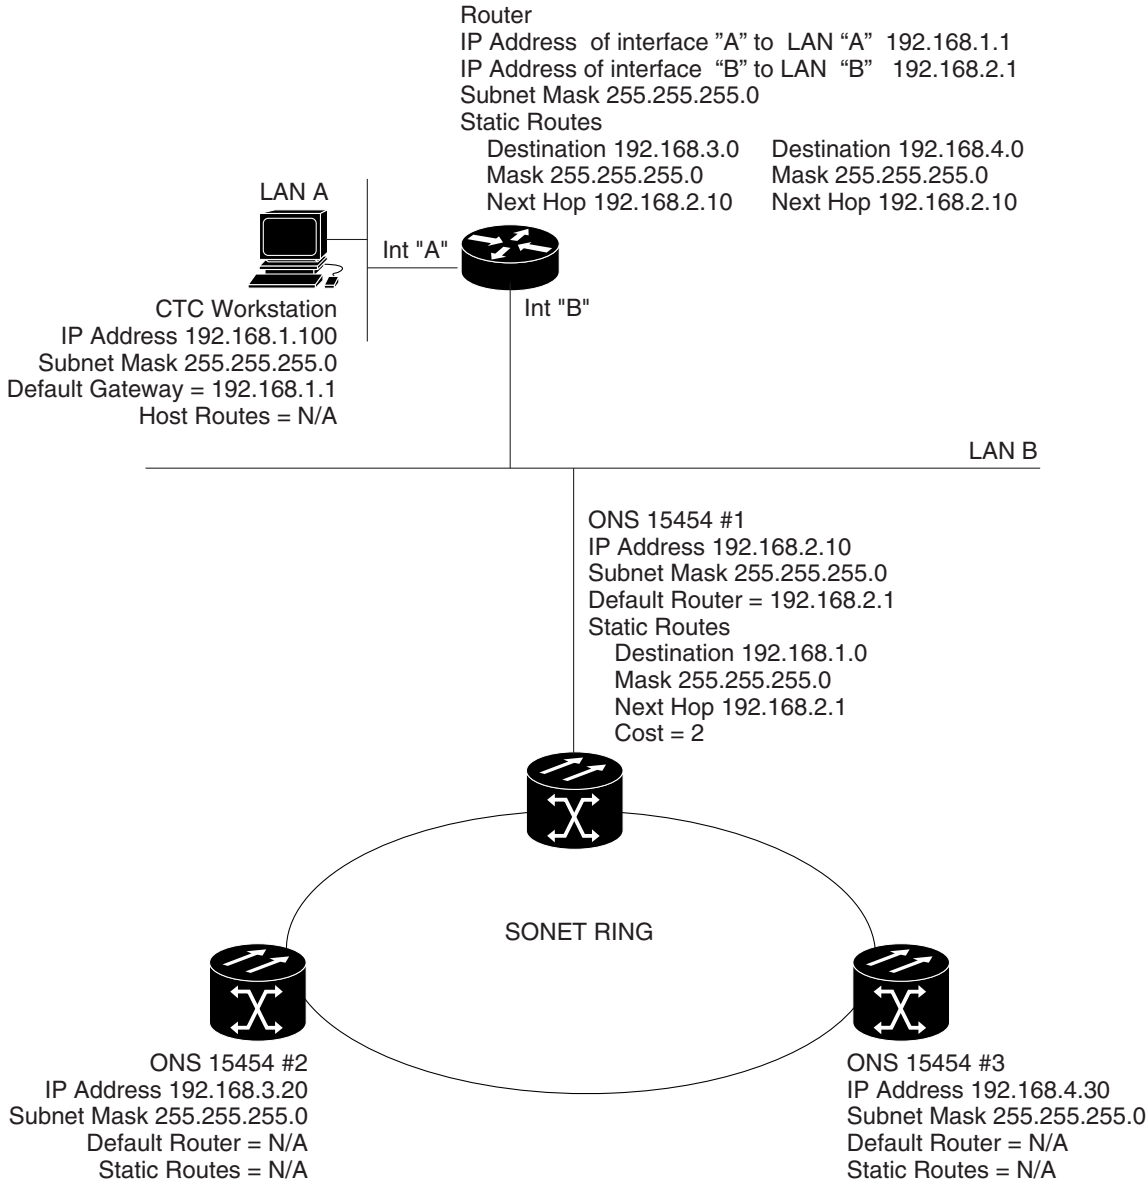 Router
IP Address of interface ”A” to LAN “A” 192.168.1.1
IP Address of interface “B” to LAN “B” 192.168.2.1
Subnet Mask 255.255.255.0
Static Routes
Destination 192.168.3.0 Destination 192.168.4.0
Mask 255.255.255.0 Mask 255.255.255.0
Next Hop 192.168.2.10 Next Hop 192.168.2.10
LAN A
Int "A"
Int "B"
CTC Workstation
IP Address 192.168.1.100
Subnet Mask 255.255.255.0
Default Gateway = 192.168.1.1
Host Routes = N/A
LAN B
ONS 15454 #1
IP Address 192.168.2.10
Subnet Mask 255.255.255.0
Default Router = 192.168.2.1
Static Routes
Destination 192.168.1.0
Mask 255.255.255.0
Next Hop 192.168.2.1
Cost = 2
SONET RING
ONS 15454 #2
IP Address 192.168.3.20
Subnet Mask 255.255.255.0
Default Router = N/A
Static Routes = N/A
ONS 15454 #3
IP Address 192.168.4.30
Subnet Mask 255.255.255.0
Default Router = N/A
Static Routes = N/A